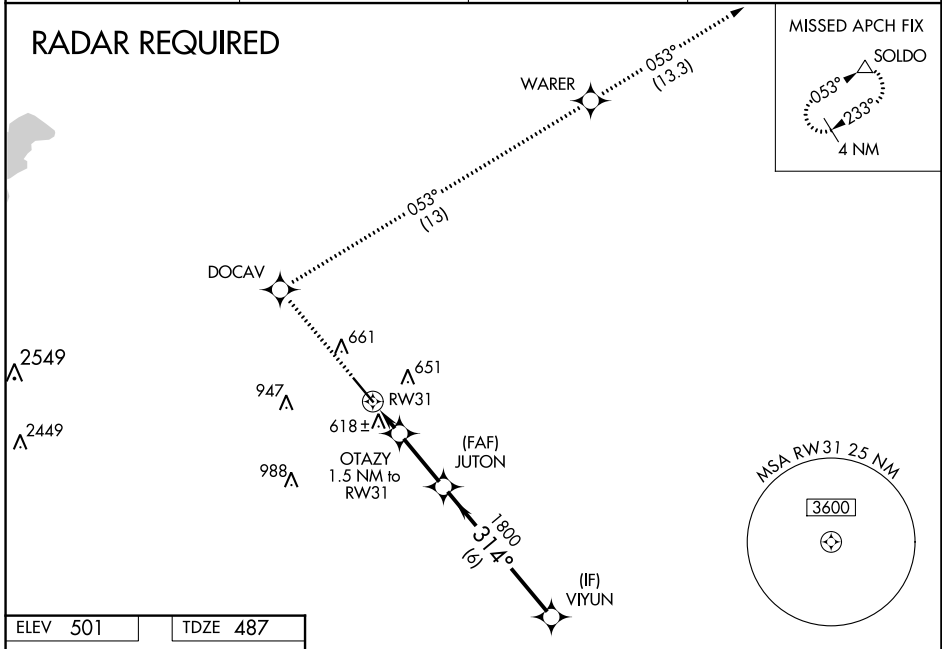 RADAR REQUIRED
MISSED APCH FIX
SOLDO
053°
233°
4 NM
053°
(13.3)
WARER
053°
(13)
DOCAV
661
651
2549
947
RW31
2449
618±
OTAZY
1.5 NM to
RW31
(FAF)
JUTON
988
1800
314°
(6)
(IF)
VIYUN
MSA RW31 25 NM
3600
ELEV 501
TDZE 487